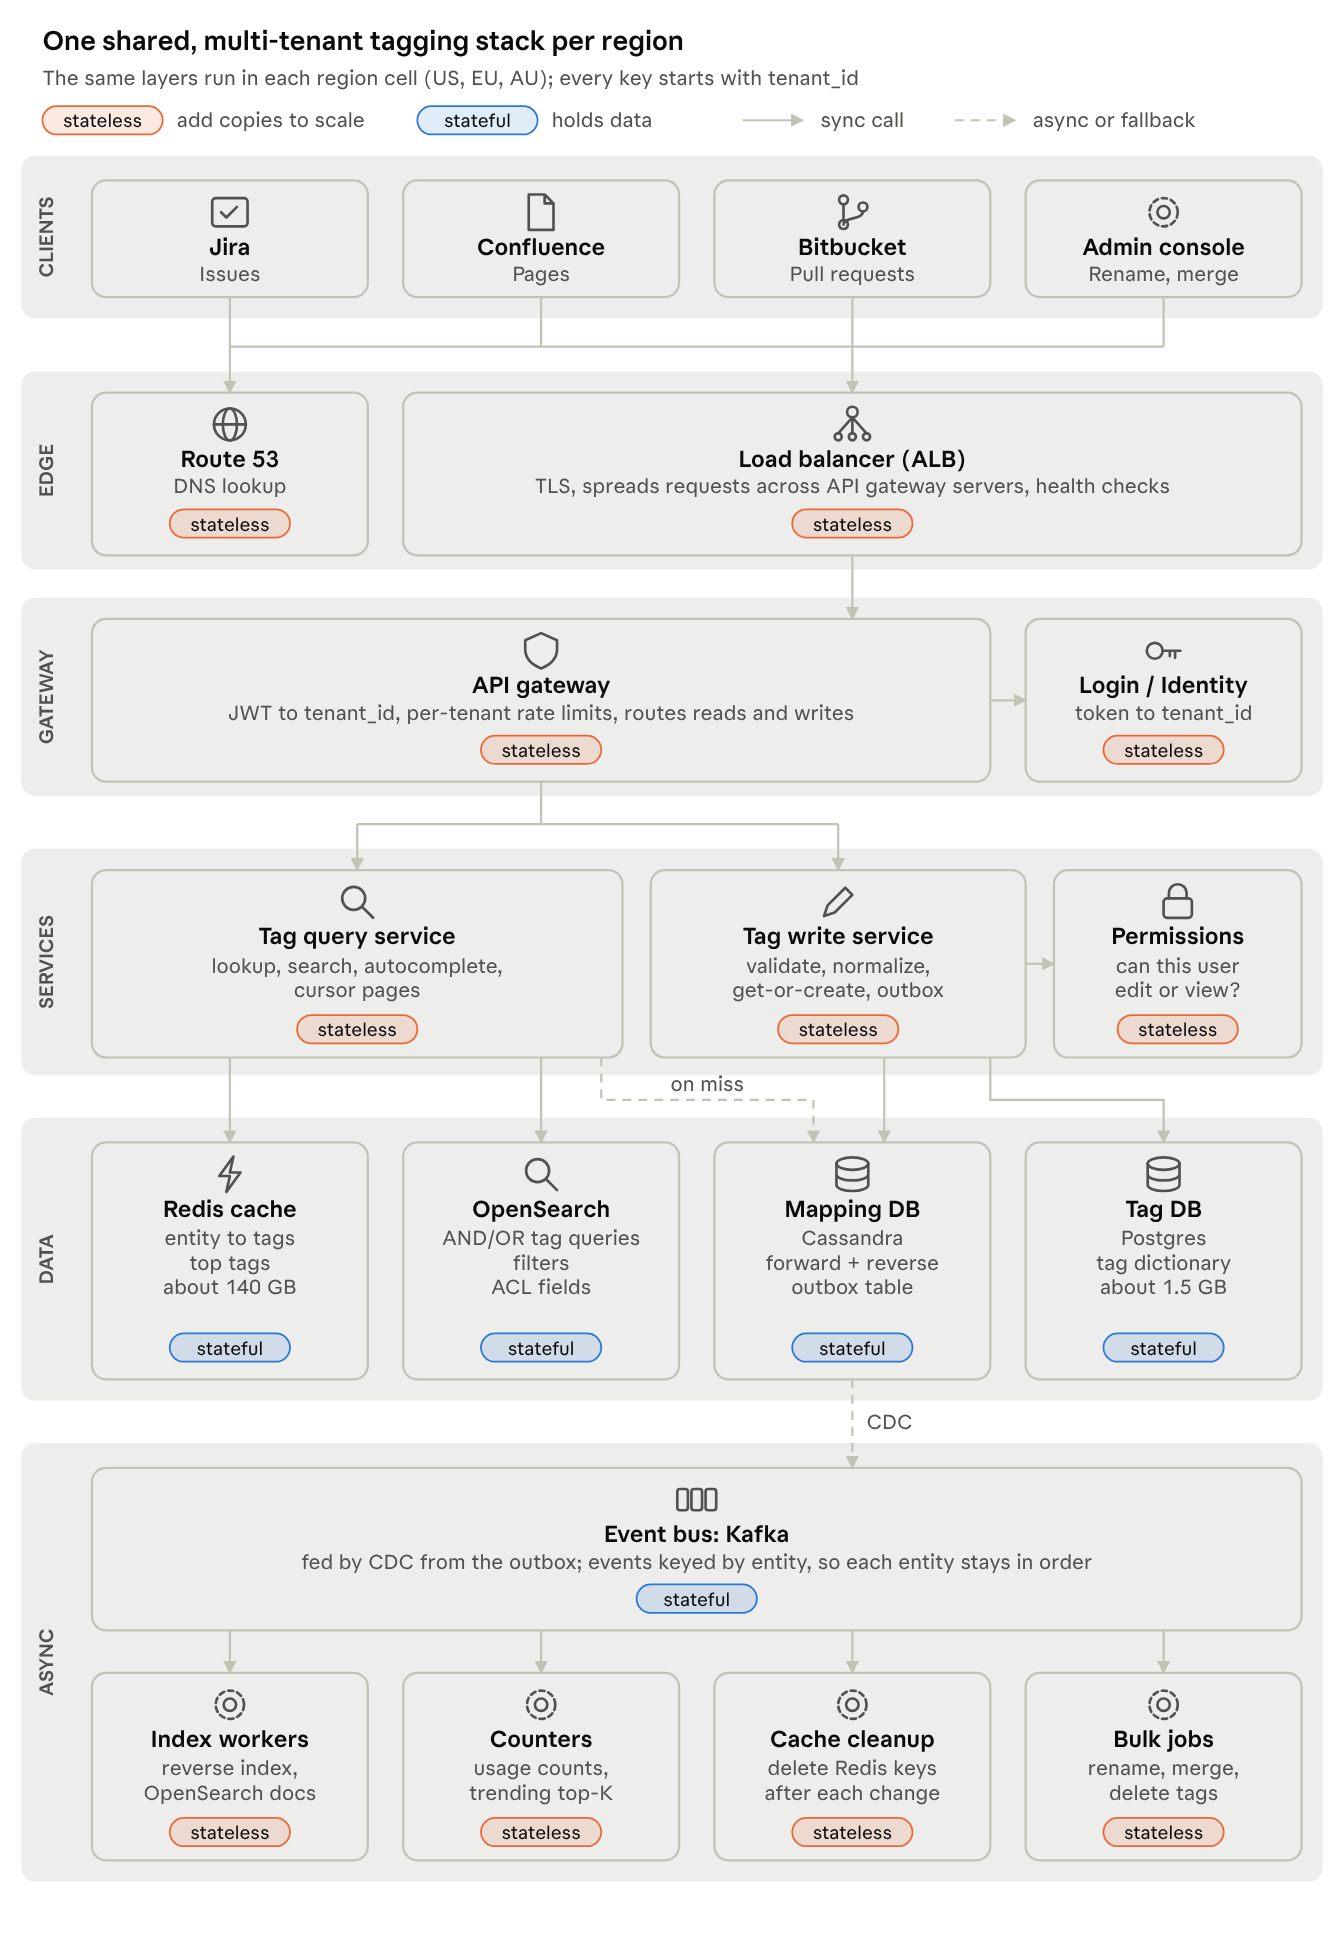 One shared, multi-tenant tagging stack per region
The same layers run in each region cell (US, EU, AU); every key starts with tenant_id
stateless add copies to scale stateful holds data sync call async or fallback
CLIENTS
Jira
Issues
Confluence
Pages
Bitbucket
Pull requests
Admin console
Rename, merge
EDGE
Route 53
DNS lookup
stateless
Load balancer (ALB)
TLS, spreads requests across API gateway servers, health checks
stateless
GATEWAY
API gateway
JWT to tenant_id, per-tenant rate limits, routes reads and writes
stateless
Login / Identity
token to tenant_id
stateless
SERVICES
Tag query service
lookup, search, autocomplete,
cursor pages
stateless
Tag write service
validate, normalize,
get-or-create, outbox
stateless
Permissions
can this user
edit or view?
stateless
on miss
DATA
Redis cache
entity to tags
top tags
about 140 GB
stateful
OpenSearch
AND/OR tag queries
filters
ACL fields
stateful
Mapping DB
Cassandra
forward + reverse
outbox table
stateful
Tag DB
Postgres
tag dictionary
about 1.5 GB
stateful
CDC
ASYNC
Event bus: Kafka
fed by CDC from the outbox; events keyed by entity, so each entity stays in order
stateful
Index workers
reverse index,
OpenSearch docs
stateless
Counters
usage counts,
trending top-K
stateless
Cache cleanup
delete Redis keys
after each change
stateless
Bulk jobs
rename, merge,
delete tags
stateless